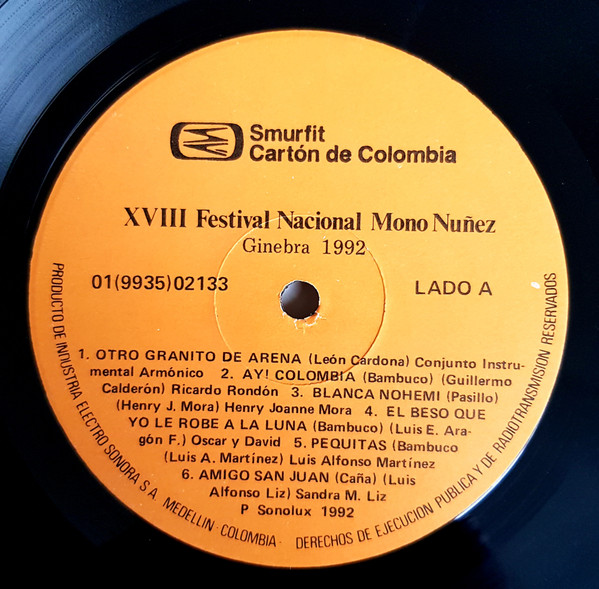 Smurfit
Cartón de Colombia
XVIII Festival Nacional Mono Nuñez
Ginebra 1992
01(9935)02133
LADO A
1. OTRO GRANITO DE ARENA (León Cardona) Conjunto Instru-
mental Armónico 2. AY! COLOMBIA (Bambuco) (Guillermo
Calderón) Ricardo Rondón 3. BLANCA NOHEMI (Pasillo)
(Henry J. Mora) Henry Joanne Mora 4. EL BESO QUE
YO LE ROBE A LA LUNA (Bambuco) (Luis E. Ara-
gón F.) Oscar y David 5. PEQUITAS (Bambuco
(Luis A. Martínez) Luis Alfonso Martínez
6. AMIGO SAN JUAN (Caña) (Luis
Alfonso Liz) Sandra M. Liz
P Sonolux 1992
PRODUCTO DE INDUSTRIA ELECTRO SONORA S.A. MEDELLIN · COLOMBIA · DERECHOS DE EJECUCION PUBLICA Y DE RADIOTRANSMISION RESERVADOS